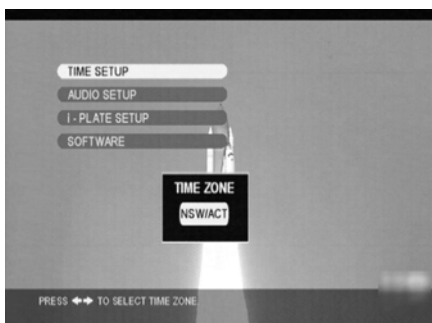 TIME SETUP
AUDIO SETUP
i - PLATE SETUP
SOFTWARE
TIME ZONE
NSW/ACT
PRESS ◄► TO SELECT TIME ZONE.